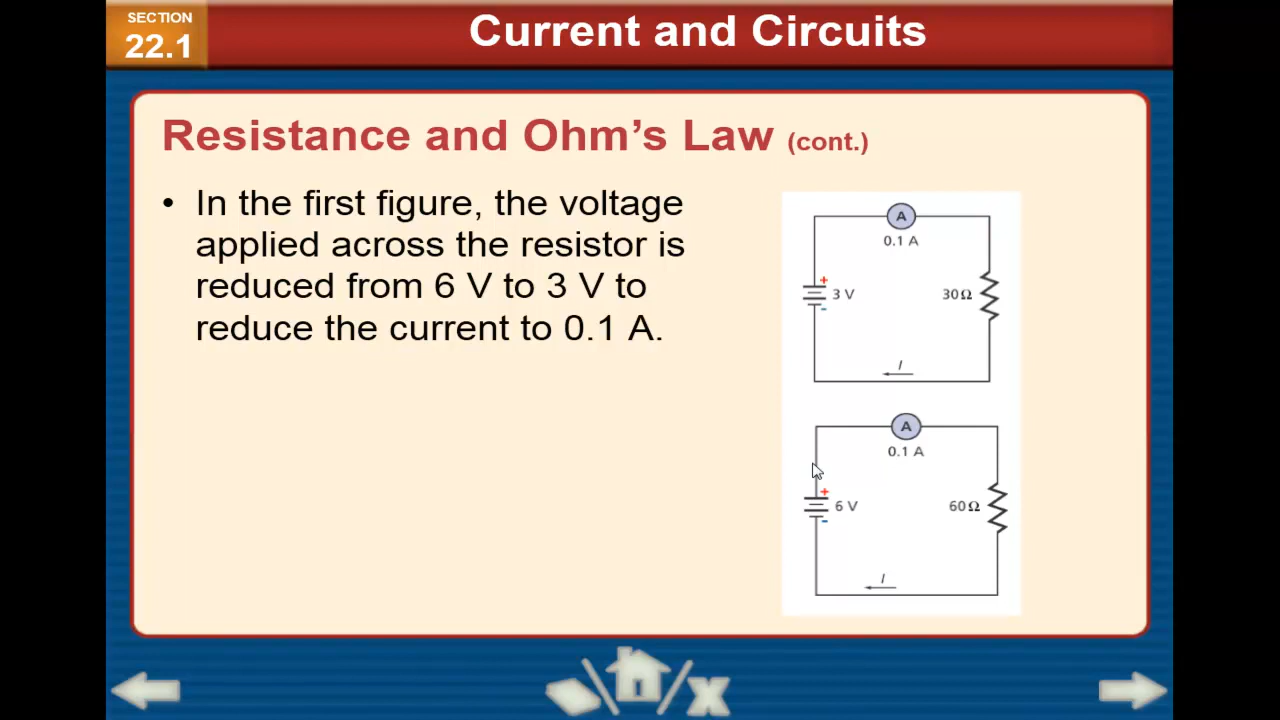 SECTION
22.1
Current and Circuits
Resistance and Ohm’s Law (cont.)
• In the first figure, the voltage
applied across the resistor is
reduced from 6 V to 3 V to
reduce the current to 0.1 A.
A
0.1 A
+
3 V
30Ω
-
I
A
0.1 A
+
6 V
60Ω
-
I